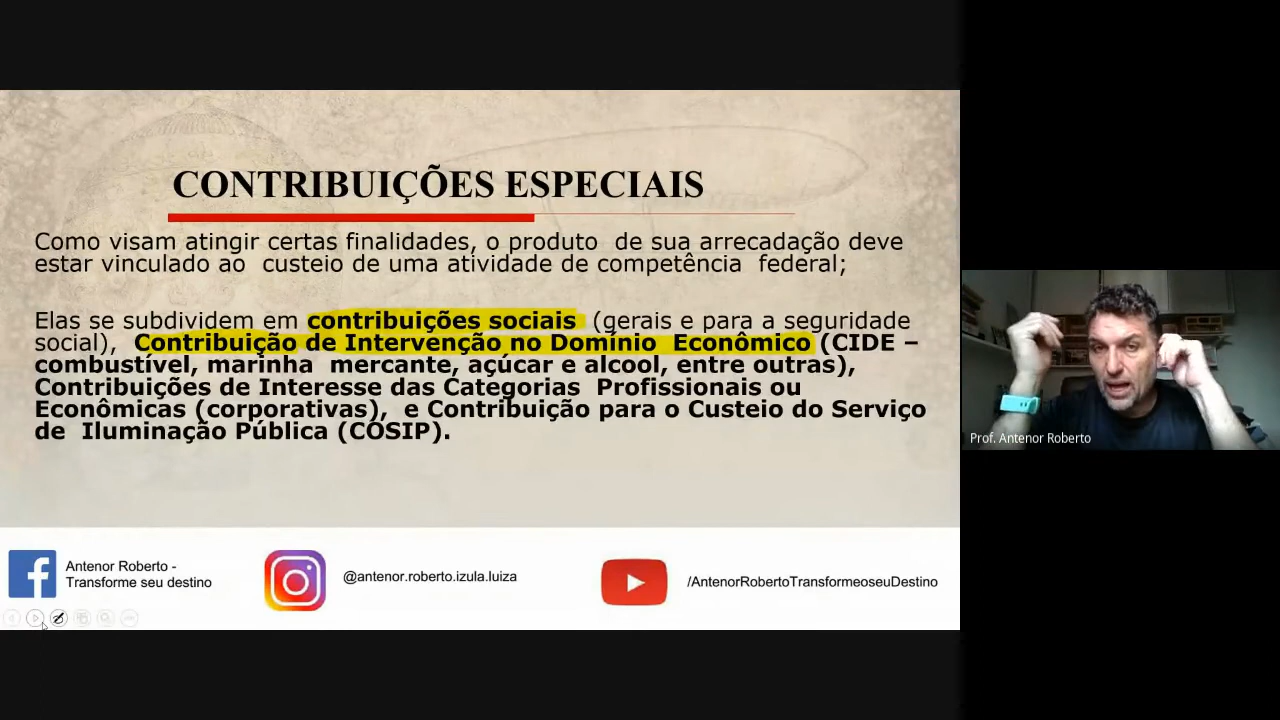 CONTRIBUIÇÕES ESPECIAIS
Como visam atingir certas finalidades, o produto de sua arrecadação deve
estar vinculado ao custeio de uma atividade de competência federal;
Elas se subdividem em contribuições sociais (gerais e para a seguridade
social), Contribuição de Intervenção no Domínio Econômico (CIDE –
combustível, marinha mercante, açúcar e alcool, entre outras),
Contribuições de Interesse das Categorias Profissionais ou
Econômicas (corporativas), e Contribuição para o Custeio do Serviço
de Iluminação Pública (COSIP).
Prof. Antenor Roberto
Antenor Roberto -
Transforme seu destino
@antenor.roberto.izula.luiza
/AntenorRobertoTransformeoseuDestino